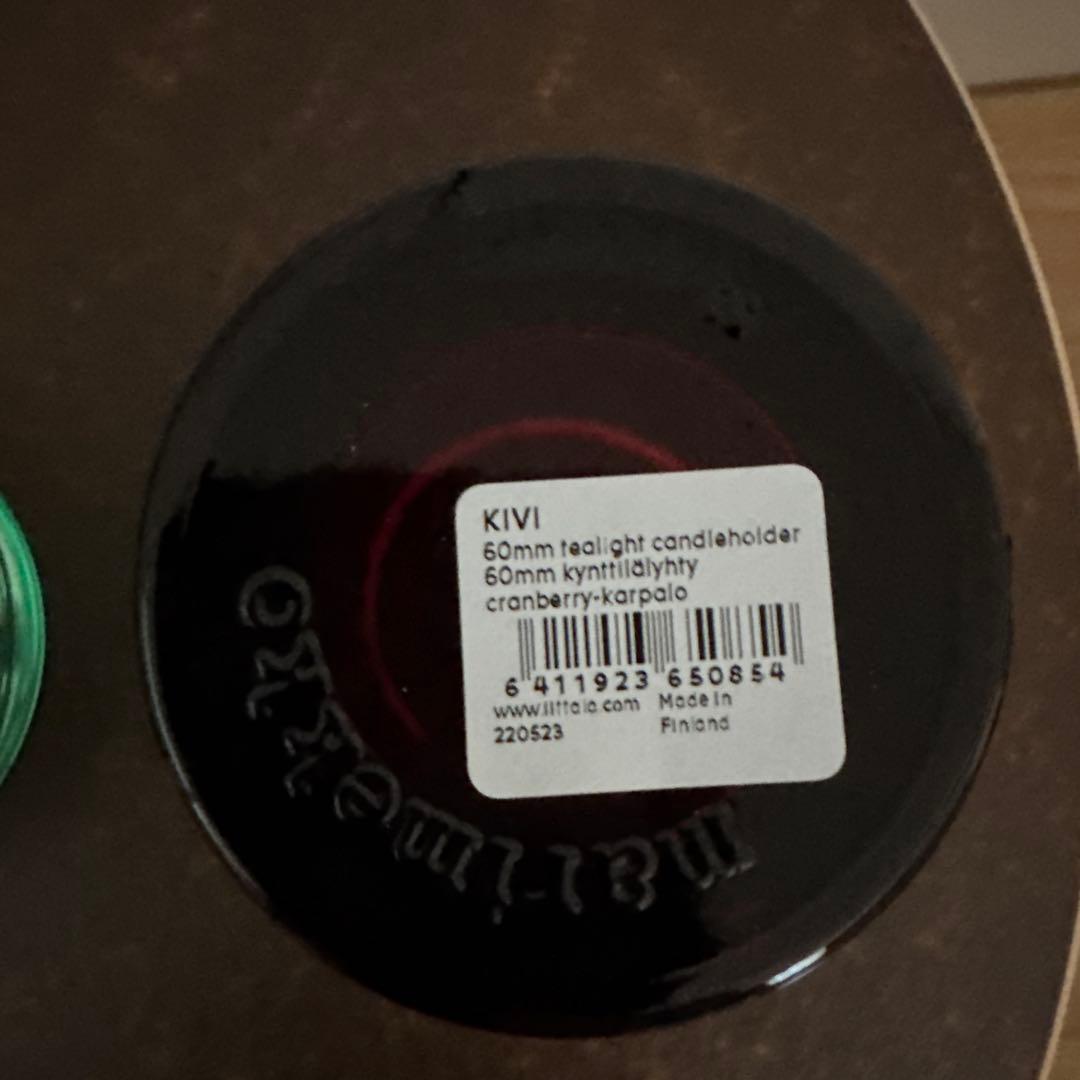 KIVI
60mm tealight candleholder
60mm kynttilälyhty
cranberry-karpalo
6 411923 650854
www.iittala.com Made in
220523 Finland
marimekko